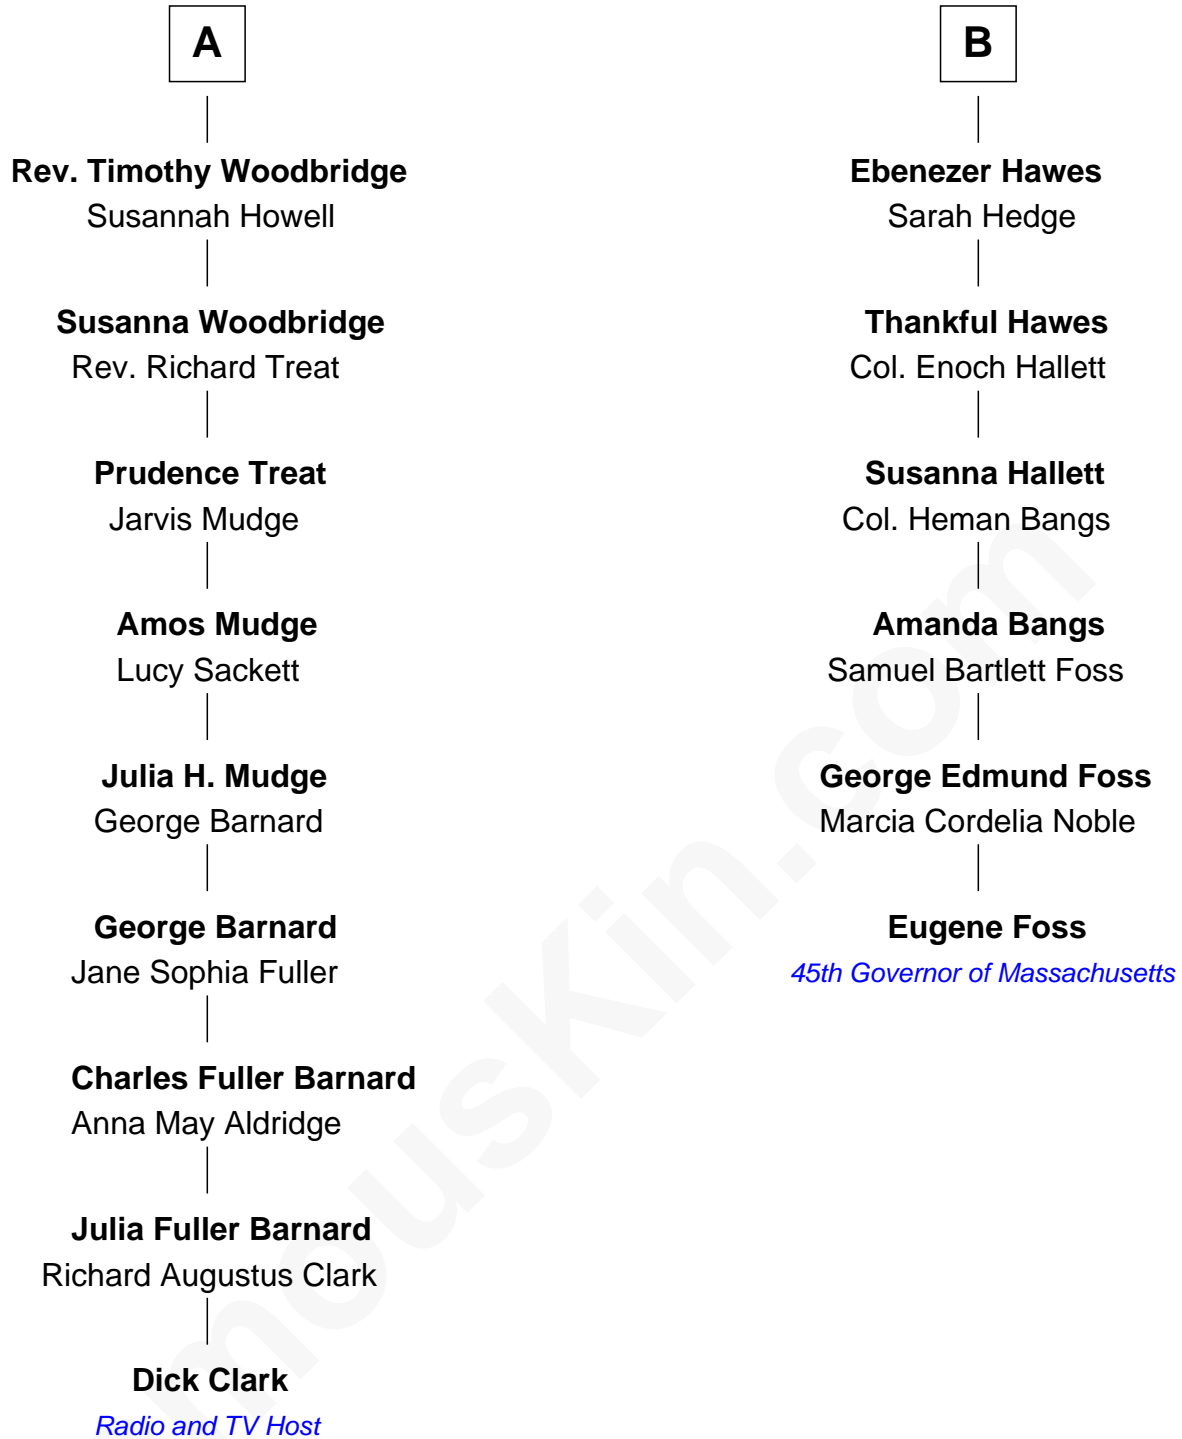 A
Rev. Timothy Woodbridge
Susannah Howell
Susanna Woodbridge
Rev. Richard Treat
Prudence Treat
Jarvis Mudge
Amos Mudge
Lucy Sackett
Julia H. Mudge
George Barnard
George Barnard
Jane Sophia Fuller
Charles Fuller Barnard
Anna May Aldridge
Julia Fuller Barnard
Richard Augustus Clark
Dick Clark
Radio and TV Host
B
Ebenezer Hawes
Sarah Hedge
Thankful Hawes
Col. Enoch Hallett
Susanna Hallett
Col. Heman Bangs
Amanda Bangs
Samuel Bartlett Foss
George Edmund Foss
Marcia Cordelia Noble
Eugene Foss
45th Governor of Massachusetts
mousKin.com